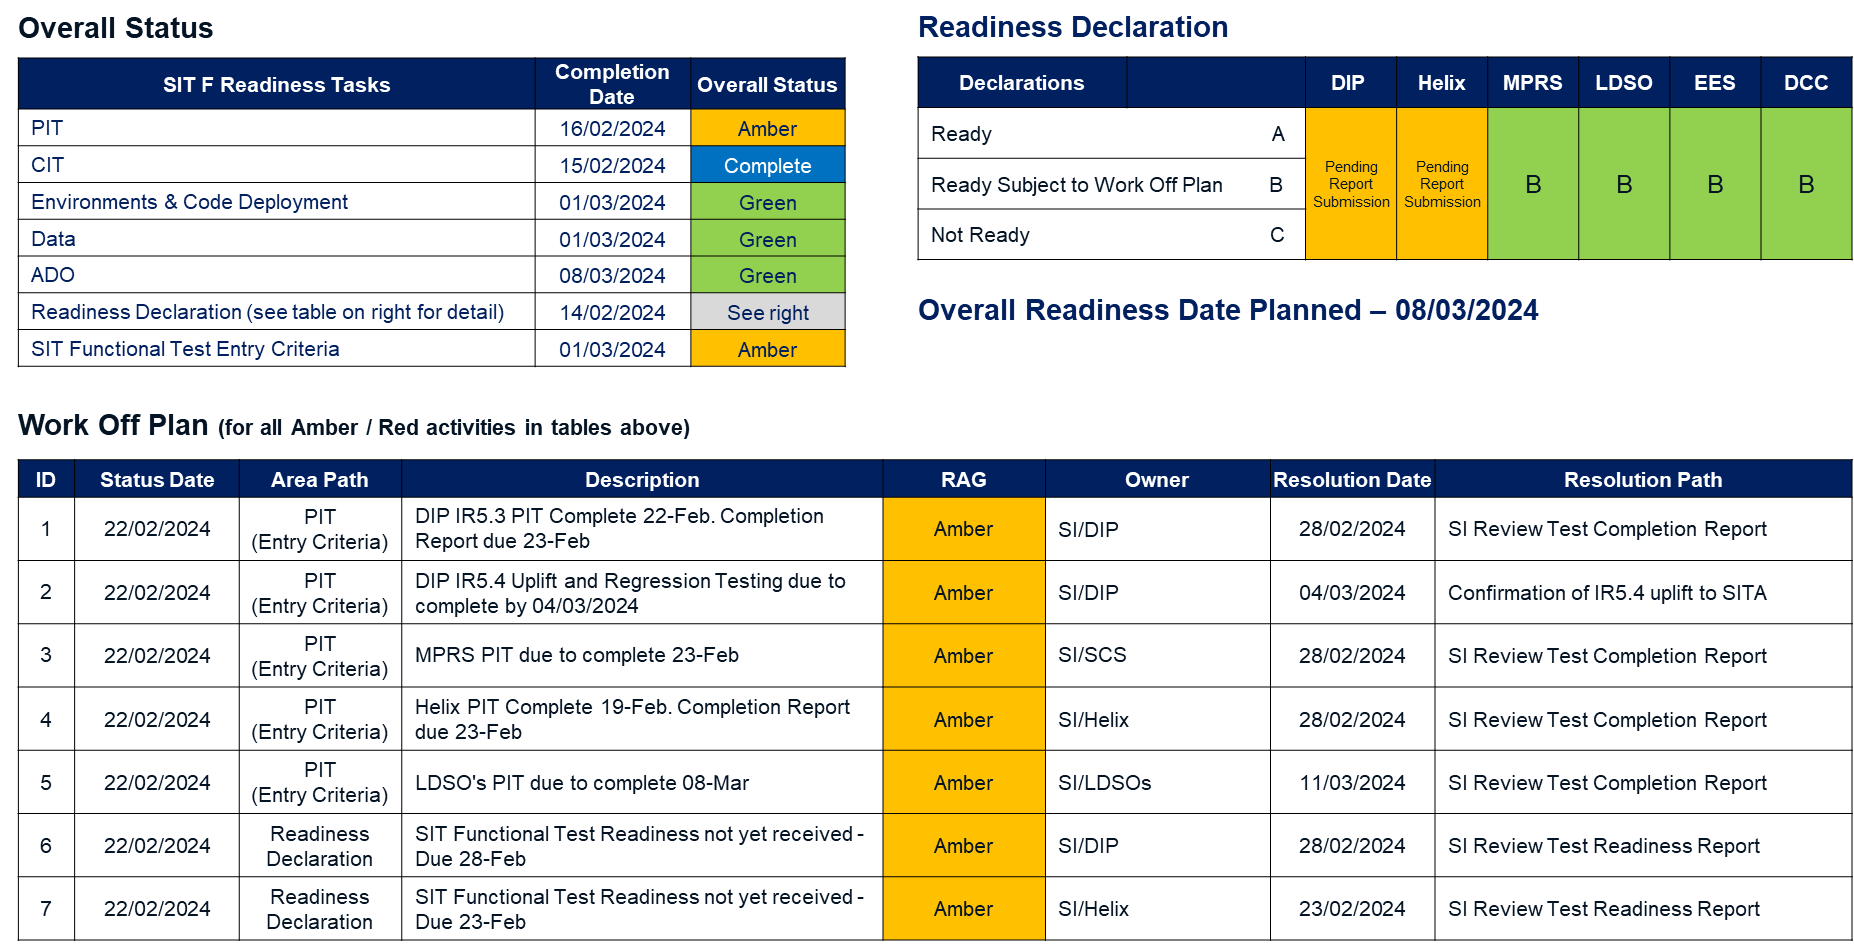 Overall Status
SIT F Readiness Tasks
Completion
Date
Overall Status
PIT
16/02/2024
Amber
CIT
15/02/2024
Complete
Environments & Code Deployment
01/03/2024
Green
Data
01/03/2024
Green
ADO
08/03/2024
Green
Readiness Declaration (see table on right for detail)
14/02/2024
See right
SIT Functional Test Entry Criteria
01/03/2024
Amber
Readiness Declaration
Declarations
DIP
Helix
MPRS
LDSO
EES
DCC
Ready
A
Ready Subject to Work Off Plan
B
Not Ready
C
Pending
Report
Submission
Pending
Report
Submission
B
B
B
B
Overall Readiness Date Planned – 08/03/2024
Work Off Plan (for all Amber / Red activities in tables above)
ID
Status Date
Area Path
Description
RAG
Owner
Resolution Date
Resolution Path
1
22/02/2024
PIT
(Entry Criteria)
DIP IR5.3 PIT Complete 22-Feb. Completion
Report due 23-Feb
Amber
SI/DIP
28/02/2024
SI Review Test Completion Report
2
22/02/2024
PIT
(Entry Criteria)
DIP IR5.4 Uplift and Regression Testing due to
complete by 04/03/2024
Amber
SI/DIP
04/03/2024
Confirmation of IR5.4 uplift to SITA
3
22/02/2024
PIT
(Entry Criteria)
MPRS PIT due to complete 23-Feb
Amber
SI/SCS
28/02/2024
SI Review Test Completion Report
4
22/02/2024
PIT
(Entry Criteria)
Helix PIT Complete 19-Feb. Completion Report
due 23-Feb
Amber
SI/Helix
28/02/2024
SI Review Test Completion Report
5
22/02/2024
PIT
(Entry Criteria)
LDSO's PIT due to complete 08-Mar
Amber
SI/LDSOs
11/03/2024
SI Review Test Completion Report
6
22/02/2024
Readiness
Declaration
SIT Functional Test Readiness not yet received -
Due 28-Feb
Amber
SI/DIP
28/02/2024
SI Review Test Readiness Report
7
22/02/2024
Readiness
Declaration
SIT Functional Test Readiness not yet received -
Due 23-Feb
Amber
SI/Helix
23/02/2024
SI Review Test Readiness Report